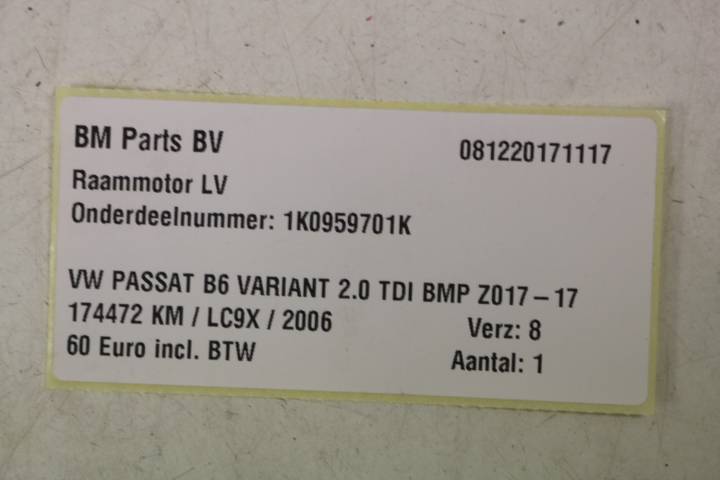 BM Parts BV 081220171117
Raammotor LV
Onderdeelnummer: 1K0959701K
VW PASSAT B6 VARIANT 2.0 TDI BMP Z017-17
174472 KM / LC9X / 2006 Verz: 8
60 Euro incl. BTW Aantal: 1